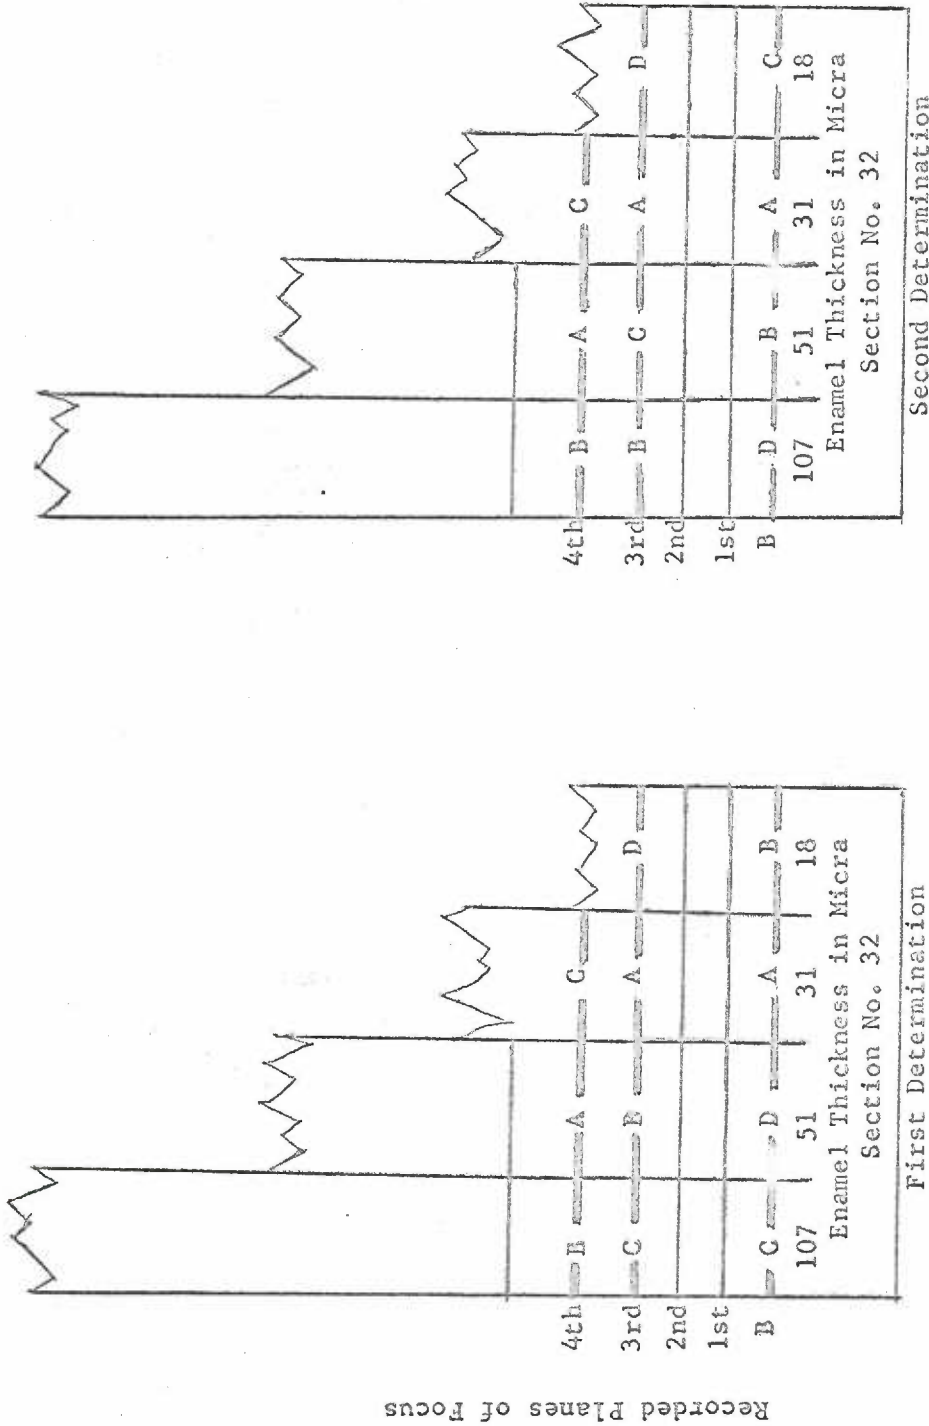 Recorded Planes of Focus
4th B A C
3rd C B A D
2nd
1st
B C D A B
107 51 31 18
Enamel Thickness in Micra
Section No. 32
First Determination
4th B A C
3rd B C A D
2nd
1st
B D B A C
107 51 31 18
Enamel Thickness in Micra
Section No. 32
Second Determination